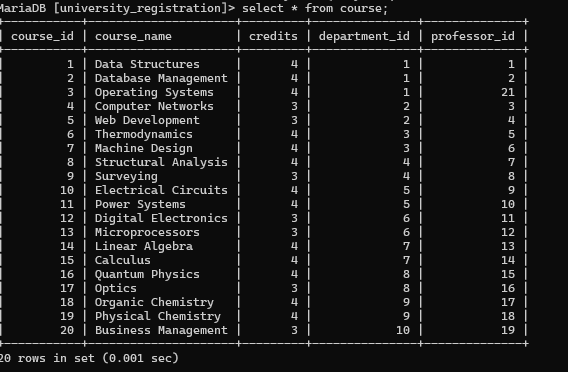 MariaDB [university_registration]> select * from course;
+-----------+---------------------+---------+---------------+--------------+
| course_id | course_name         | credits | department_id | professor_id |
+-----------+---------------------+---------+---------------+--------------+
|         1 | Data Structures     |       4 |             1 |            1 |
|         2 | Database Management |       4 |             1 |            2 |
|         3 | Operating Systems   |       4 |             1 |           21 |
|         4 | Computer Networks   |       3 |             2 |            3 |
|         5 | Web Development     |       3 |             2 |            4 |
|         6 | Thermodynamics      |       4 |             3 |            5 |
|         7 | Machine Design      |       4 |             3 |            6 |
|         8 | Structural Analysis |       4 |             4 |            7 |
|         9 | Surveying           |       3 |             4 |            8 |
|        10 | Electrical Circuits |       4 |             5 |            9 |
|        11 | Power Systems       |       4 |             5 |           10 |
|        12 | Digital Electronics |       3 |             6 |           11 |
|        13 | Microprocessors     |       3 |             6 |           12 |
|        14 | Linear Algebra      |       4 |             7 |           13 |
|        15 | Calculus            |       4 |             7 |           14 |
|        16 | Quantum Physics     |       4 |             8 |           15 |
|        17 | Optics              |       3 |             8 |           16 |
|        18 | Organic Chemistry   |       4 |             9 |           17 |
|        19 | Physical Chemistry  |       4 |             9 |           18 |
|        20 | Business Management |       3 |            10 |           19 |
+-----------+---------------------+---------+---------------+--------------+
20 rows in set (0.001 sec)